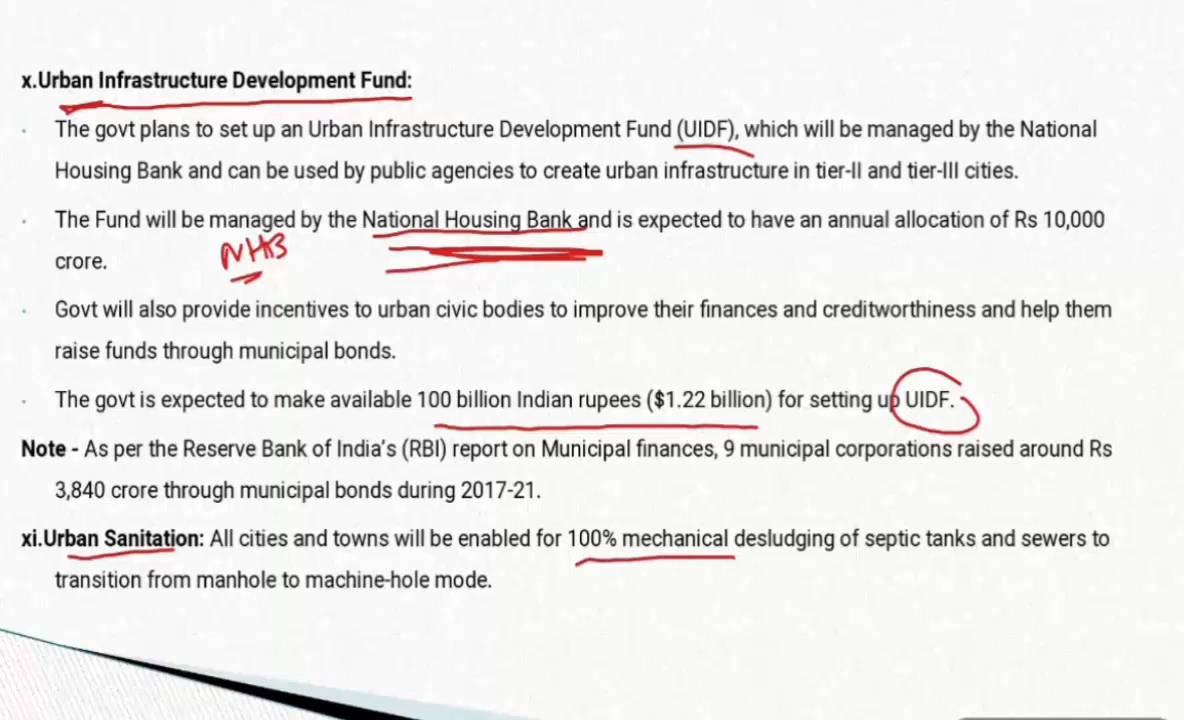 x.Urban Infrastructure Development Fund:
The govt plans to set up an Urban Infrastructure Development Fund (UIDF), which will be managed by the National
Housing Bank and can be used by public agencies to create urban infrastructure in tier-II and tier-III cities.
The Fund will be managed by the National Housing Bank and is expected to have an annual allocation of Rs 10,000
NHB
crore.
Govt will also provide incentives to urban civic bodies to improve their finances and creditworthiness and help them
raise funds through municipal bonds.
The govt is expected to make available 100 billion Indian rupees ($1.22 billion) for setting up UIDF.
Note - As per the Reserve Bank of India's (RBI) report on Municipal finances, 9 municipal corporations raised around Rs
3,840 crore through municipal bonds during 2017-21.
xi.Urban Sanitation: All cities and towns will be enabled for 100% mechanical desludging of septic tanks and sewers to
transition from manhole to machine-hole mode.